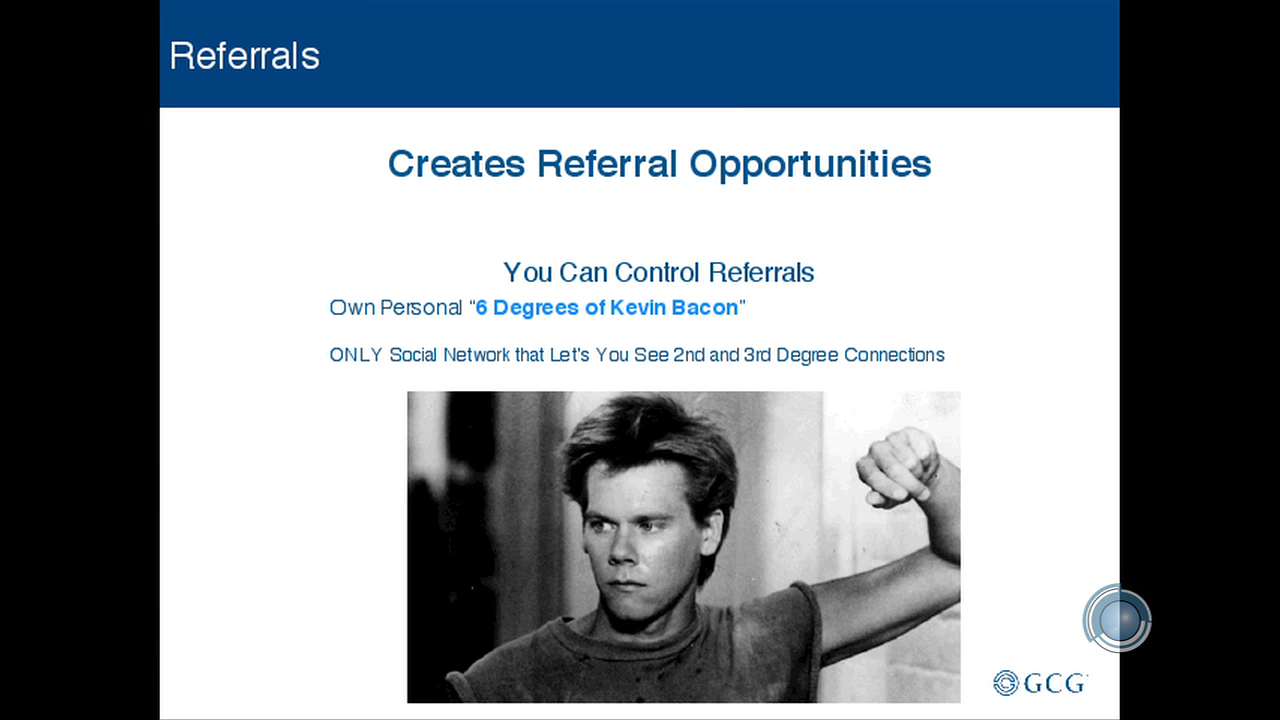 Referrals
Creates Referral Opportunities
You Can Control Referrals
Own Personal “6 Degrees of Kevin Bacon”
ONLY Social Network that Let's You See 2nd and 3rd Degree Connections
GCG